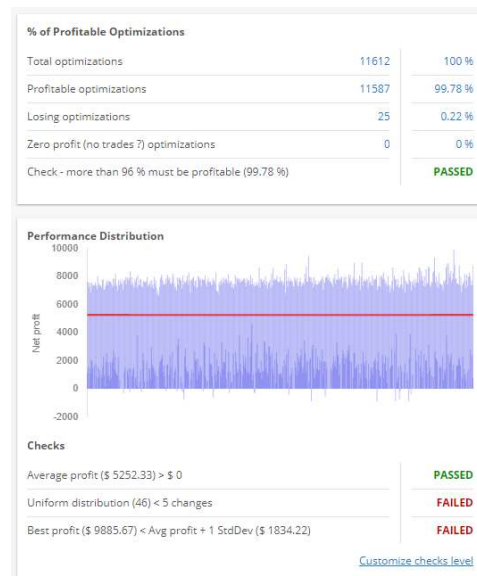 % of Profitable Optimizations
Total optimizations 11612 100 %
Profitable optimizations 11587 99.78 %
Losing optimizations 25 0.22 %
Zero profit (no trades ?) optimizations 0 0 %
Check - more than 96 % must be profitable (99.78 %) PASSED
Performance Distribution
10000
8000
6000
4000
2000
0
-2000
Net profit
Checks
Average profit ($ 5252.33) > $ 0 PASSED
Uniform distribution (46) < 5 changes FAILED
Best profit ($ 9885.67) < Avg profit + 1 StdDev ($ 1834.22) FAILED
Customize checks level